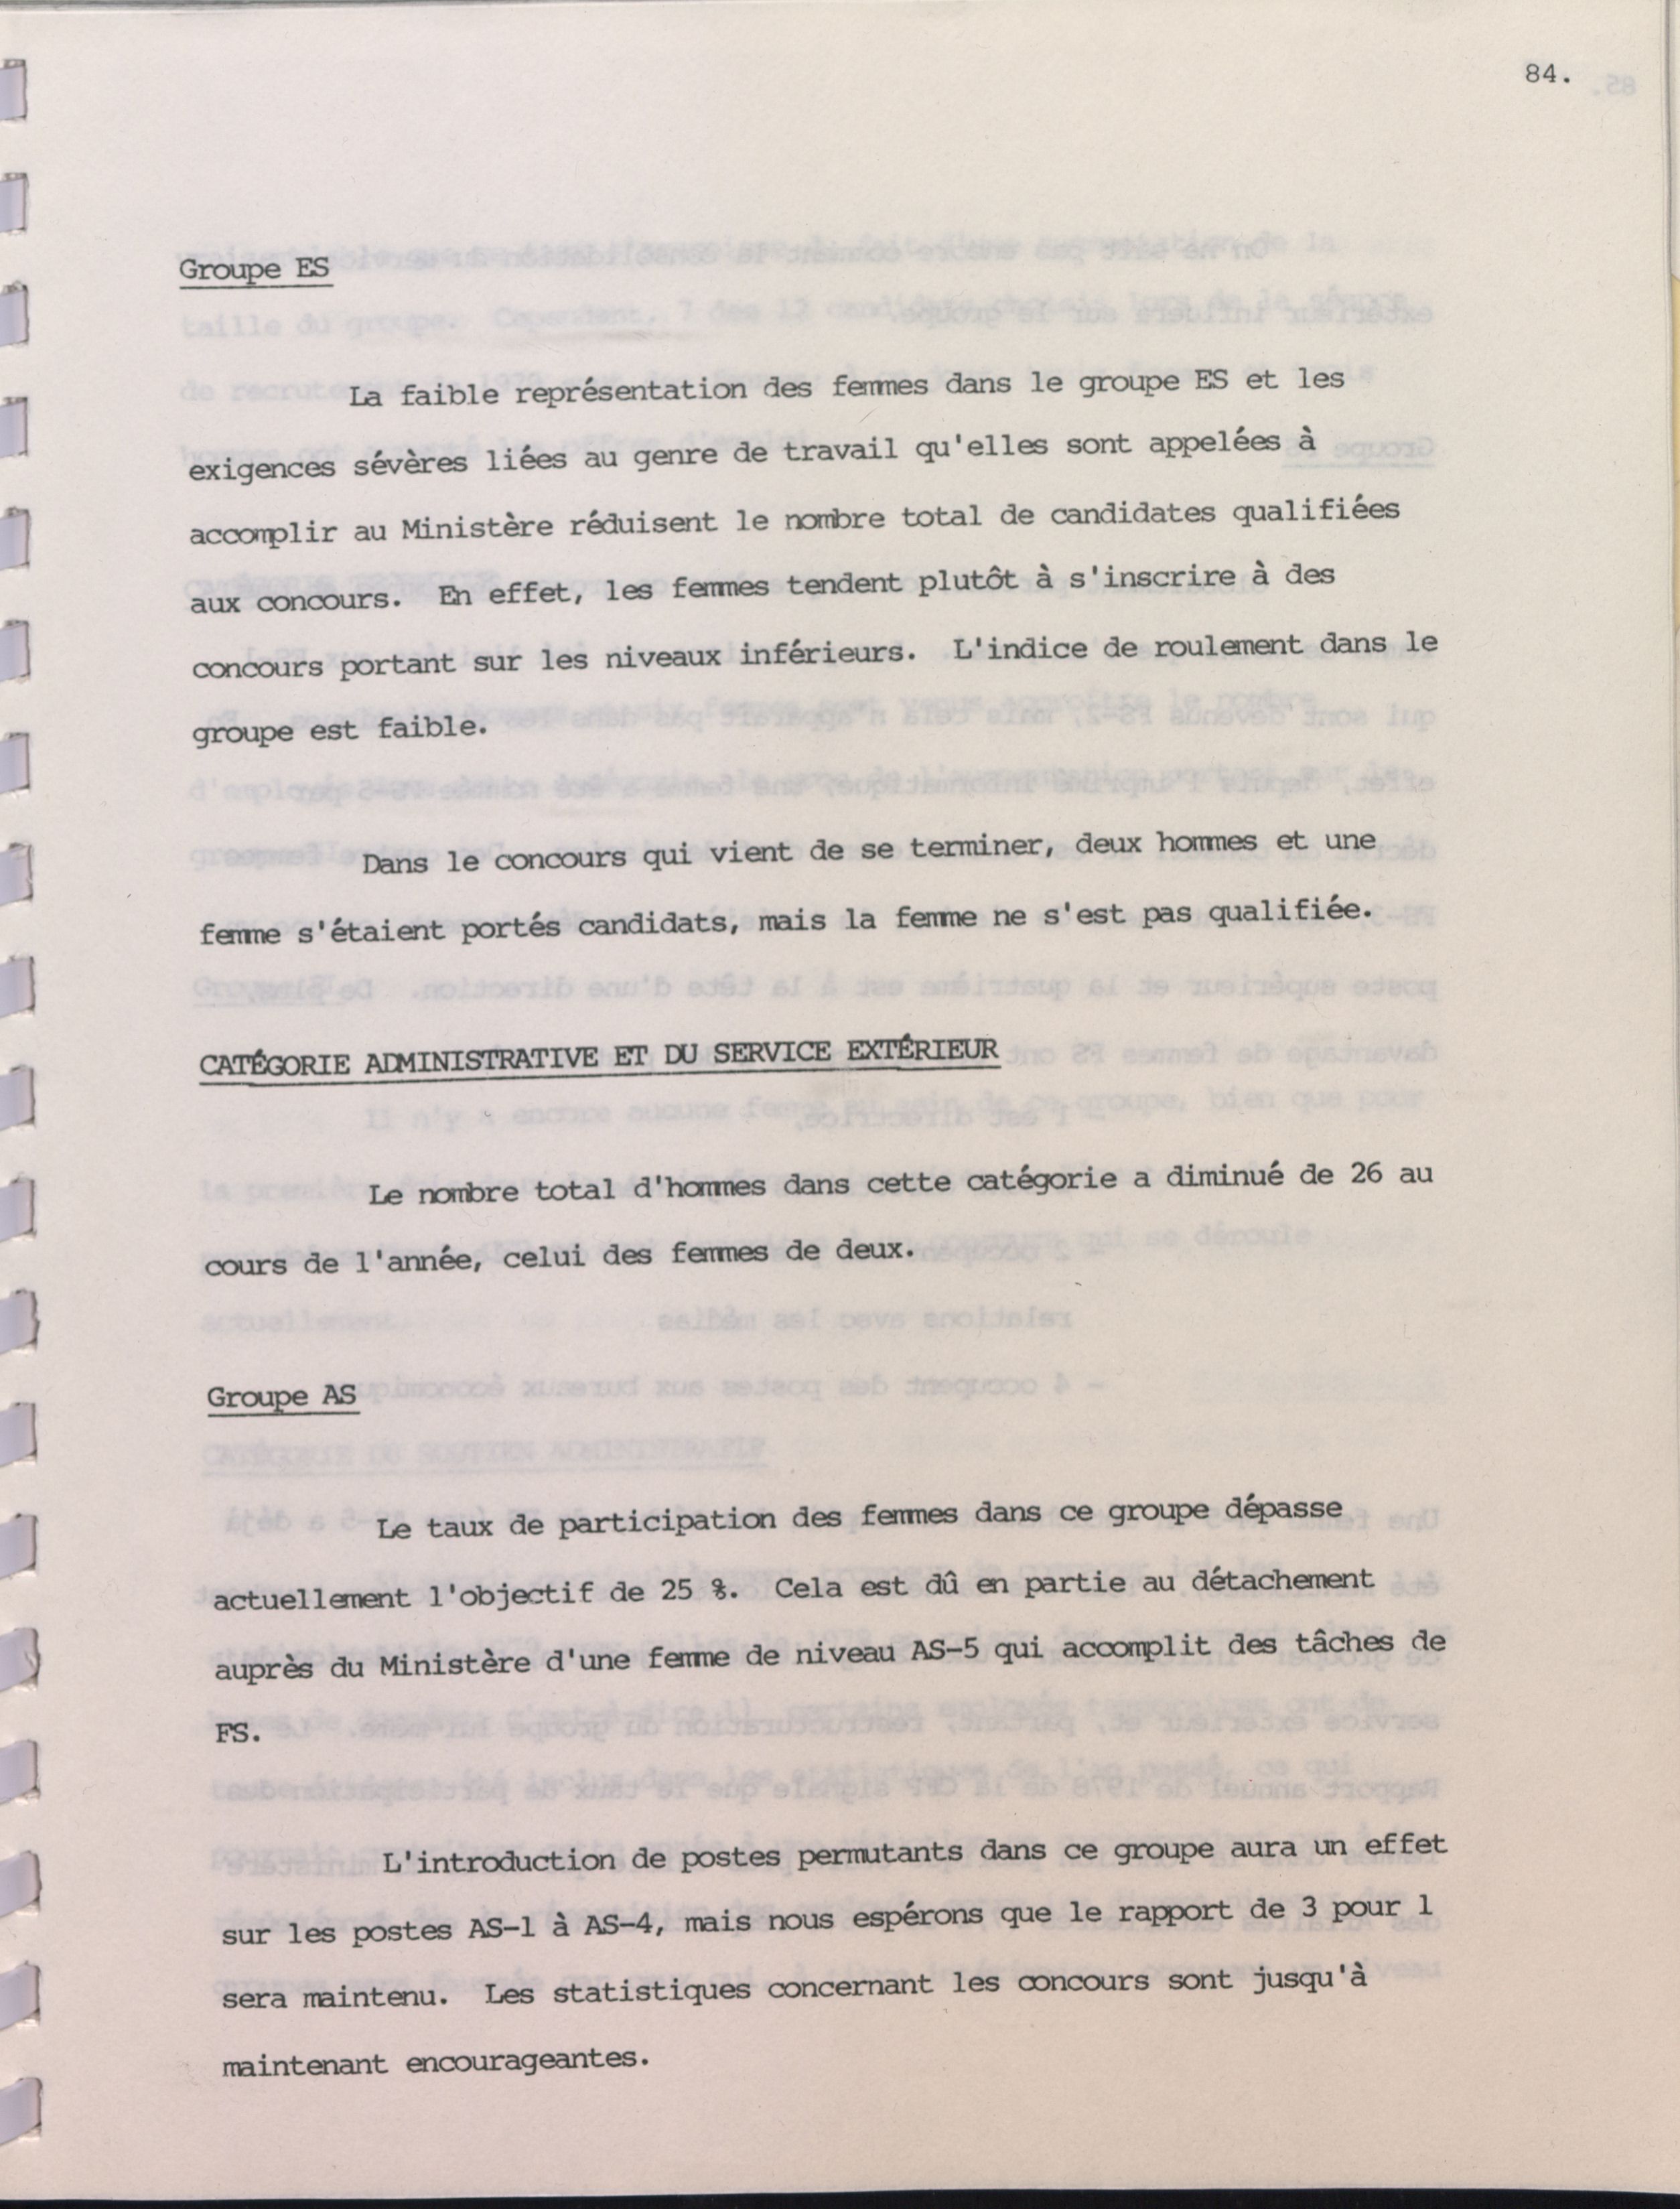 84.
Groupe ES
La faible représentation des femmes dans le groupe ES et les
exigences sévères liées au genre de travail qu'elles sont appelées à
accomplir au Ministère réduisent le nombre total de candidates qualifiées
aux concours. En effet, les femmes tendent plutôt à s'inscrire à des
concours portant sur les niveaux inférieurs. L'indice de roulement dans le
groupe est faible.
Dans le concours qui vient de se terminer, deux hommes et une
femme s'étaient portés candidats, mais la femme ne s'est pas qualifiée.
CATÉGORIE ADMINISTRATIVE ET DU SERVICE EXTÉRIEUR
Le nombre total d'hommes dans cette catégorie a diminué de 26 au
cours de l'année, celui des femmes de deux.
Groupe AS
Le taux de participation des femmes dans ce groupe dépasse
actuellement l'objectif de 25 %. Cela est dû en partie au détachement
auprès du Ministère d'une femme de niveau AS-5 qui accomplit des tâches de
FS.
L'introduction de postes permutants dans ce groupe aura un effet
sur les postes AS-1 à AS-4, mais nous espérons que le rapport de 3 pour 1
sera maintenu. Les statistiques concernant les concours sont jusqu'à
maintenant encourageantes.